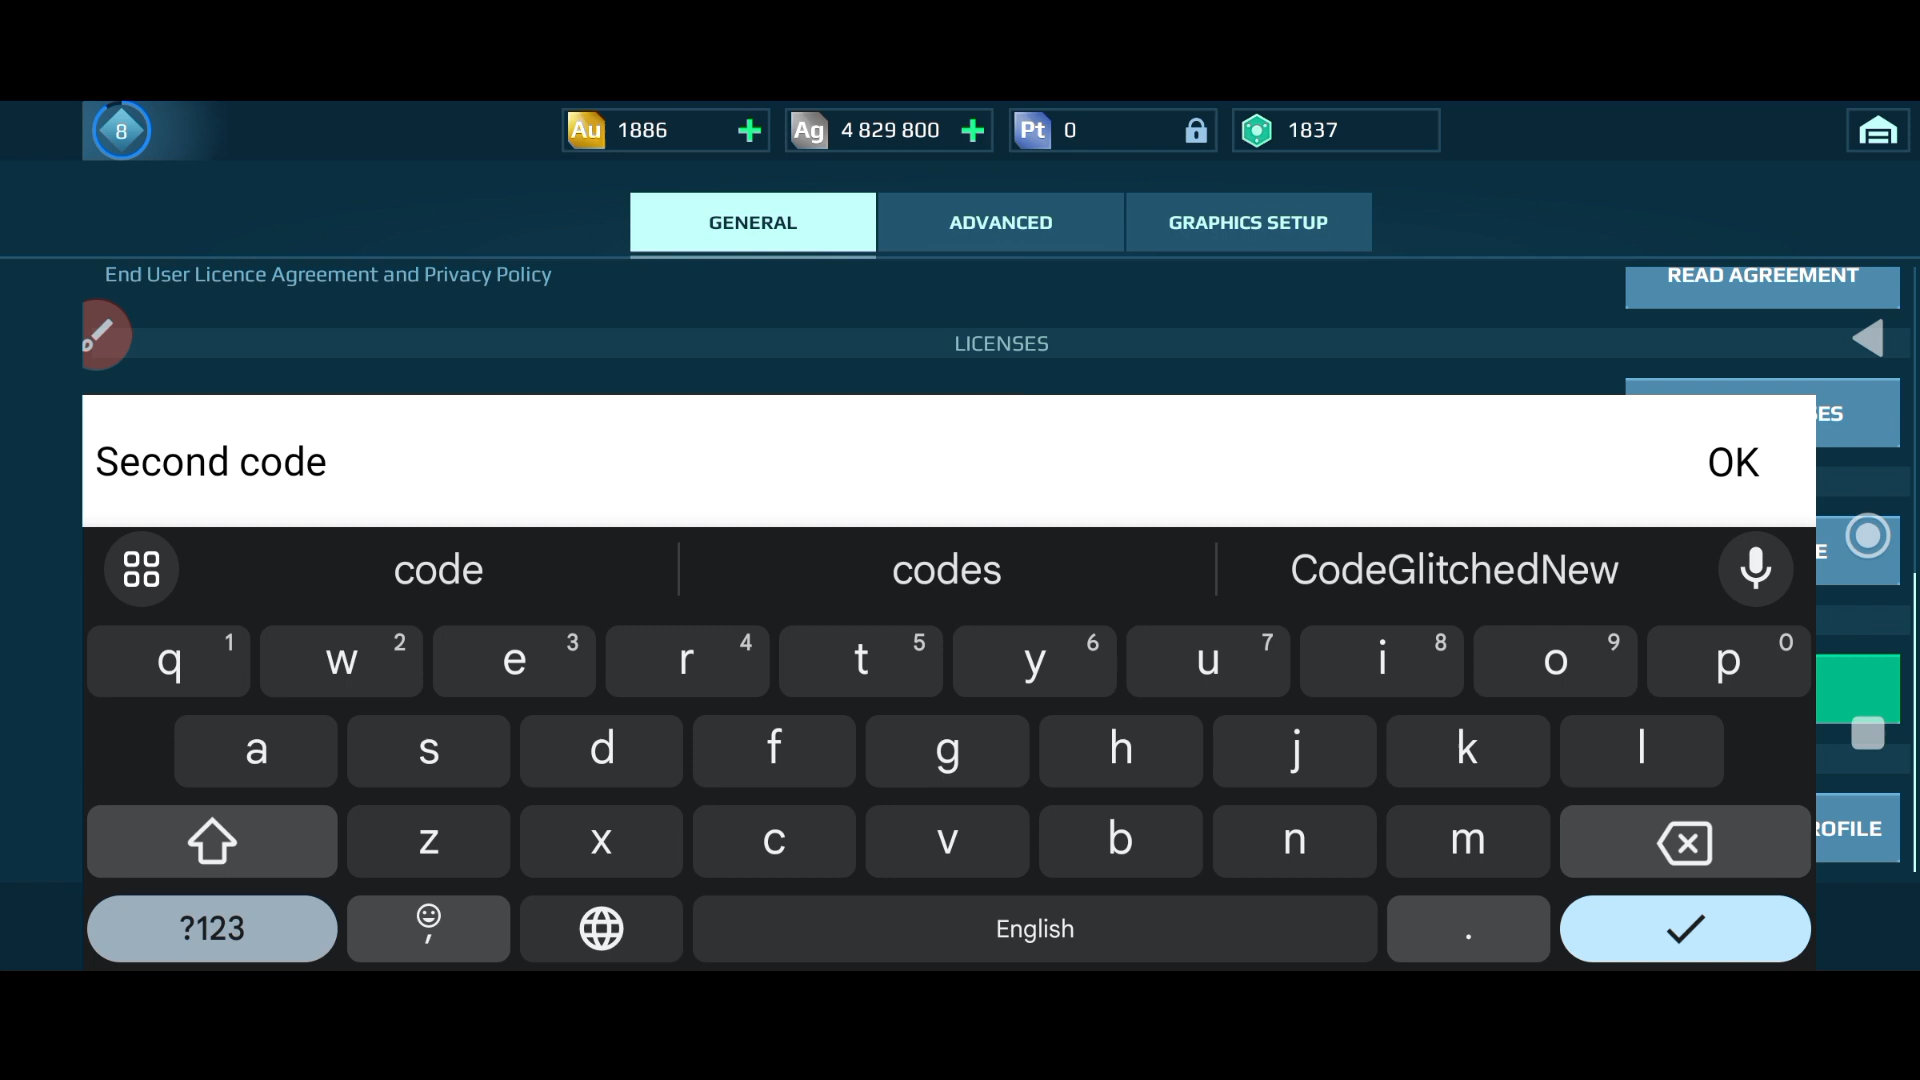 8
Au 1886 +
Ag 4 829 800 +
Pt 0
1837
GENERAL
ADVANCED
GRAPHICS SETUP
End User Licence Agreement and Privacy Policy
READ AGREEMENT
LICENSES
SES
Second code
OK
E
code
codes
CodeGlitchedNew
q 1 w 2 e 3 r 4 t 5 y 6 u 7 i 8 o 9 p 0
a s d f g h j k l
z x c v b n m
ROFILE
?123
,
English
.